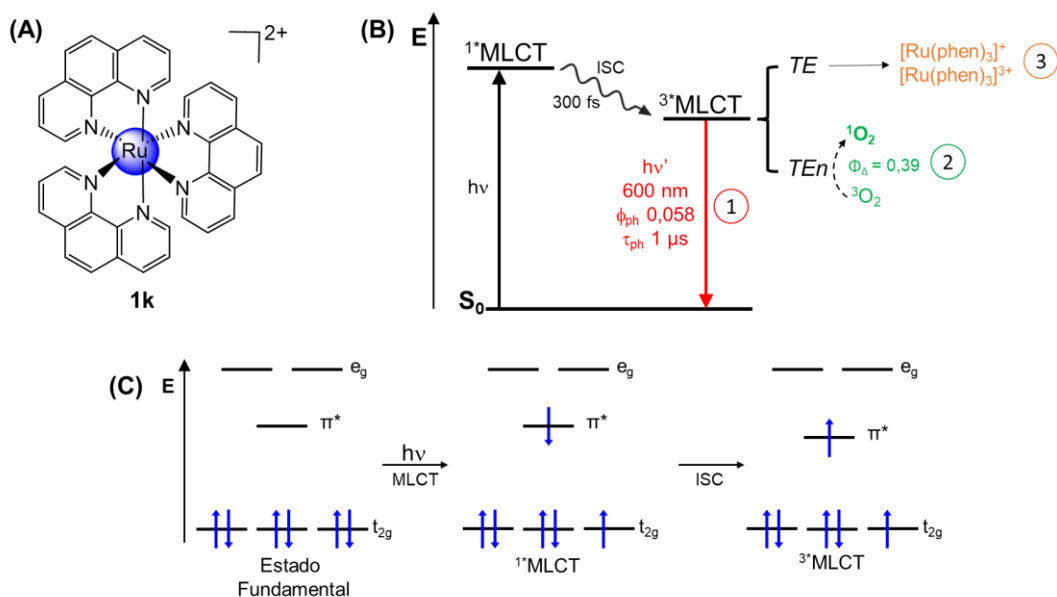 (A)
2+
N
N
N
Ru
N
N
N
1k
(B)
E
¹*MLCT
ISC
300 fs
³*MLCT
hν
hν'
600 nm
ϕph 0,058
τph 1 µs
1
S₀
TE
[Ru(phen)₃]⁺
[Ru(phen)₃]³⁺
3
TEn
¹O₂
Φ_Δ = 0,39
³O₂
2
(C)
E
eg
π*
t2g
Estado
Fundamental
hν
MLCT
eg
π*
t2g
¹*MLCT
ISC
eg
π*
t2g
³*MLCT